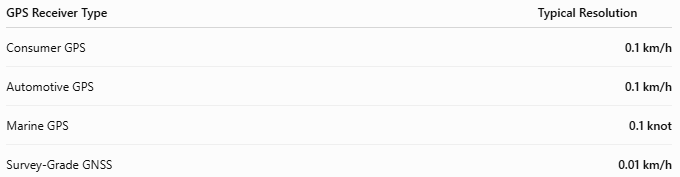 GPS Receiver Type Typical Resolution
Consumer GPS 0.1 km/h
Automotive GPS 0.1 km/h
Marine GPS 0.1 knot
Survey-Grade GNSS 0.01 km/h